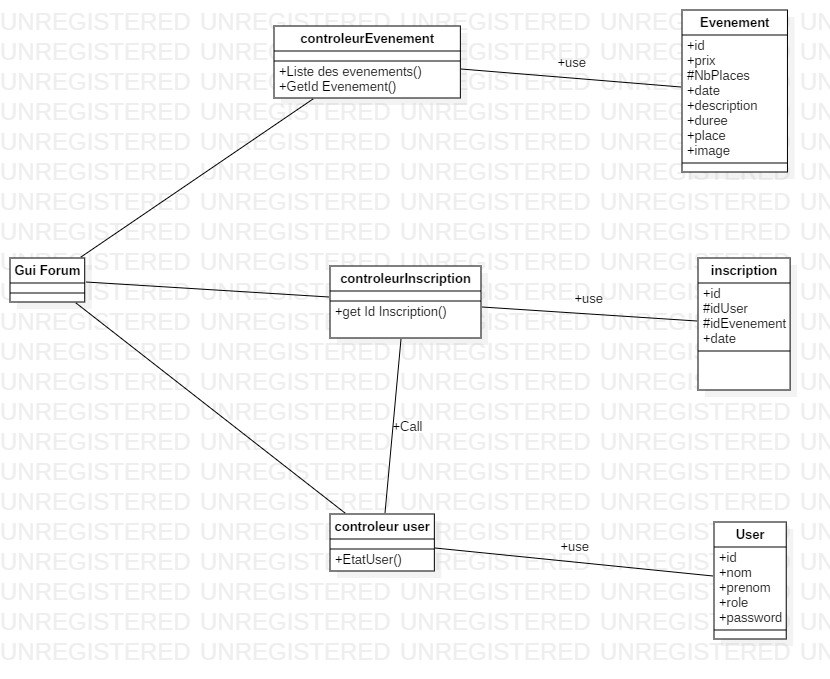 controleurEvenement
+Liste des evenements()
+GetId Evenement()
+use
Evenement
+id
+prix
#NbPlaces
+date
+description
+duree
+place
+image
Gui Forum
controleurInscription
+get Id Inscription()
+use
inscription
+id
#idUser
#idEvenement
+date
+Call
controleur user
+EtatUser()
+use
User
+id
+nom
+prenom
+role
+password
UNREGISTERED